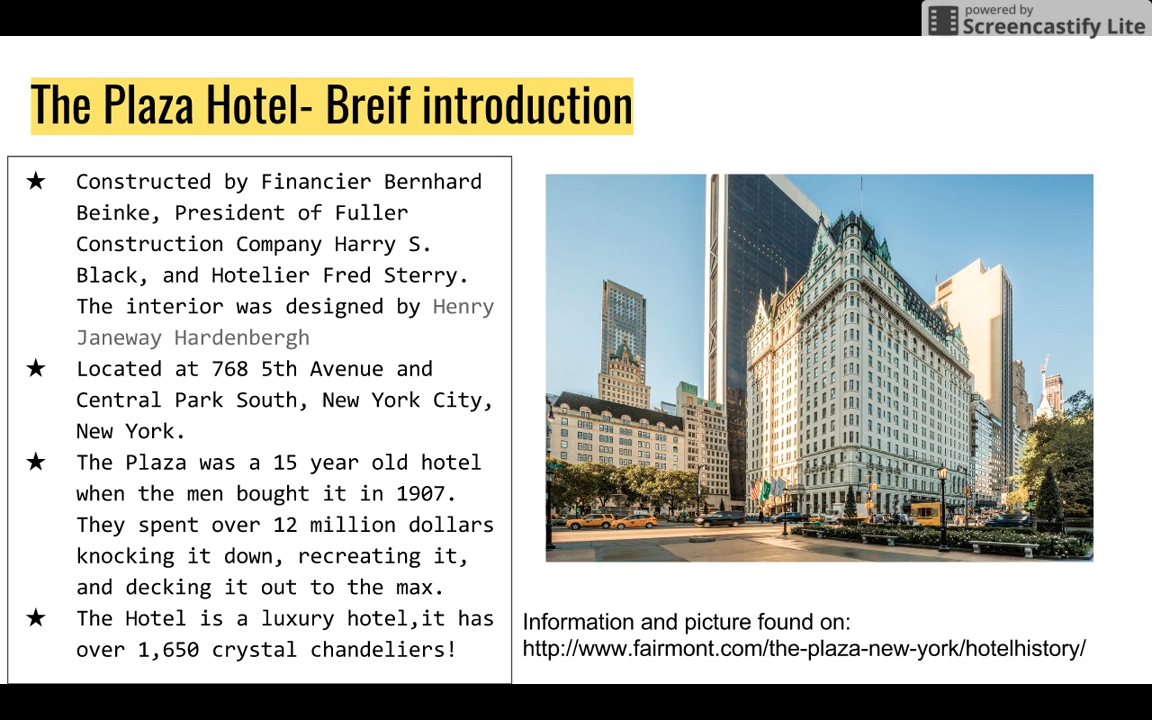 powered by
Screencastify Lite
The Plaza Hotel- Breif introduction
★ Constructed by Financier Bernhard
Beinke, President of Fuller
Construction Company Harry S.
Black, and Hotelier Fred Sterry.
The interior was designed by Henry
Janeway Hardenbergh
★ Located at 768 5th Avenue and
Central Park South, New York City,
New York.
★ The Plaza was a 15 year old hotel
when the men bought it in 1907.
They spent over 12 million dollars
knocking it down, recreating it,
and decking it out to the max.
★ The Hotel is a luxury hotel,it has
over 1,650 crystal chandeliers!
Information and picture found on:
http://www.fairmont.com/the-plaza-new-york/hotelhistory/